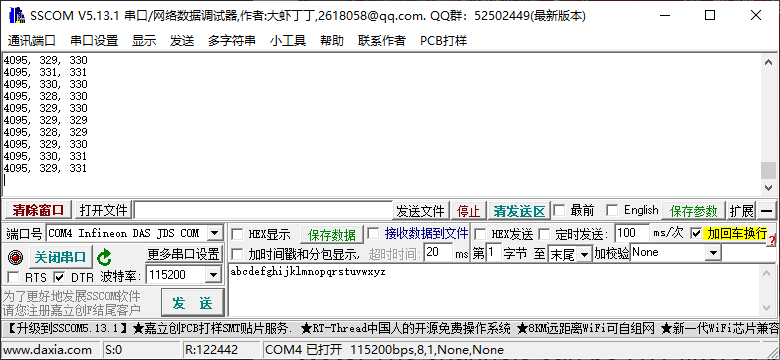 SSCOM V5.13.1 串口/网络数据调试器,作者:大虾丁丁,2618058@qq.com. QQ群：52502449(最新版本)
通讯端口 串口设置 显示 发送 多字符串 小工具 帮助 联系作者 PCB打样
4095, 329, 330
4095, 331, 331
4095, 330, 330
4095, 328, 330
4095, 329, 330
4095, 329, 329
4095, 328, 329
4095, 329, 330
4095, 330, 331
4095, 329, 331
清除窗口 打开文件 发送文件 停止 清发送区 最前 English 保存参数 扩展 —
端口号 COM4 Infineon DAS JDS COM HEX显示 保存数据 接收数据到文件 HEX发送 定时发送: 100 ms/次 加回车换行
关闭串口 更多串口设置 加时间戳和分包显示, 超时时间: 20 ms 第 1 字节 至 末尾 加校验 None ?
RTS DTR 波特率: 115200 abcdefghijklmnopqrstuvwxyz
为了更好地发展SSCOM软件
请您注册嘉立创F结尾客户 发 送
【升级到SSCOM5.13.1】★嘉立创PCB打样SMT贴片服务. ★RT-Thread中国人的开源免费操作系统 ★8KM远距离WiFi可自组网 ★新一代WiFi芯片兼容
www.daxia.com S:0 R:122442 COM4 已打开 115200bps,8,1,None,None